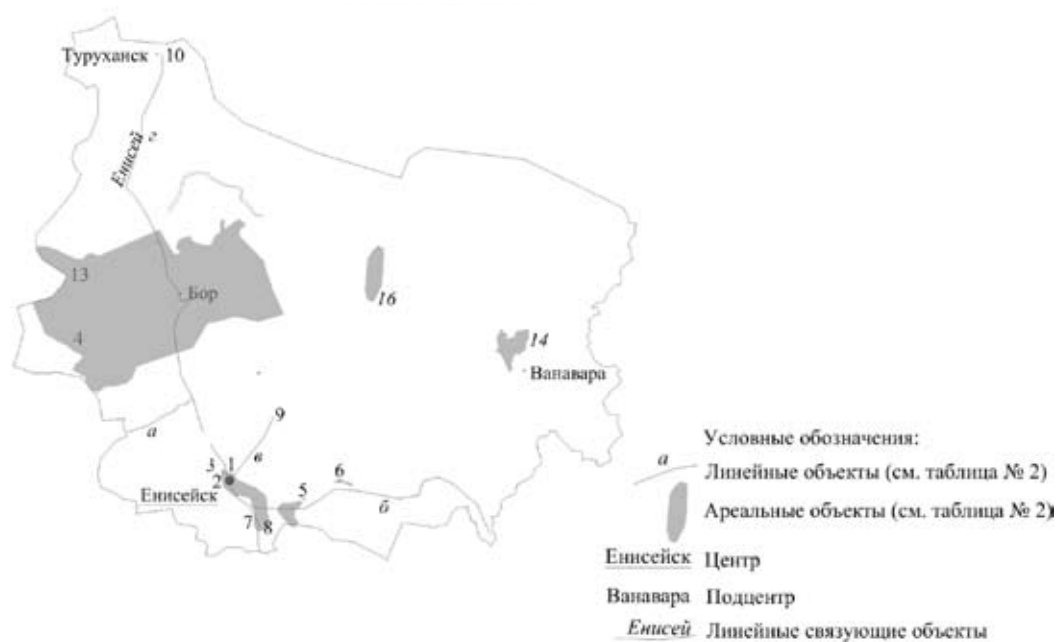 Туруханск 10
Енисей
г
13
Бор
16
4
14
Ванавара
а
9
3 1
в
2
6
Енисейск
5
б
7
8
Условные обозначения:
а
Линейные объекты (см. таблица № 2)
Ареальные объекты (см. таблица № 2)
Енисейск Центр
Ванавара Подцентр
Енисей Линейные связующие объекты